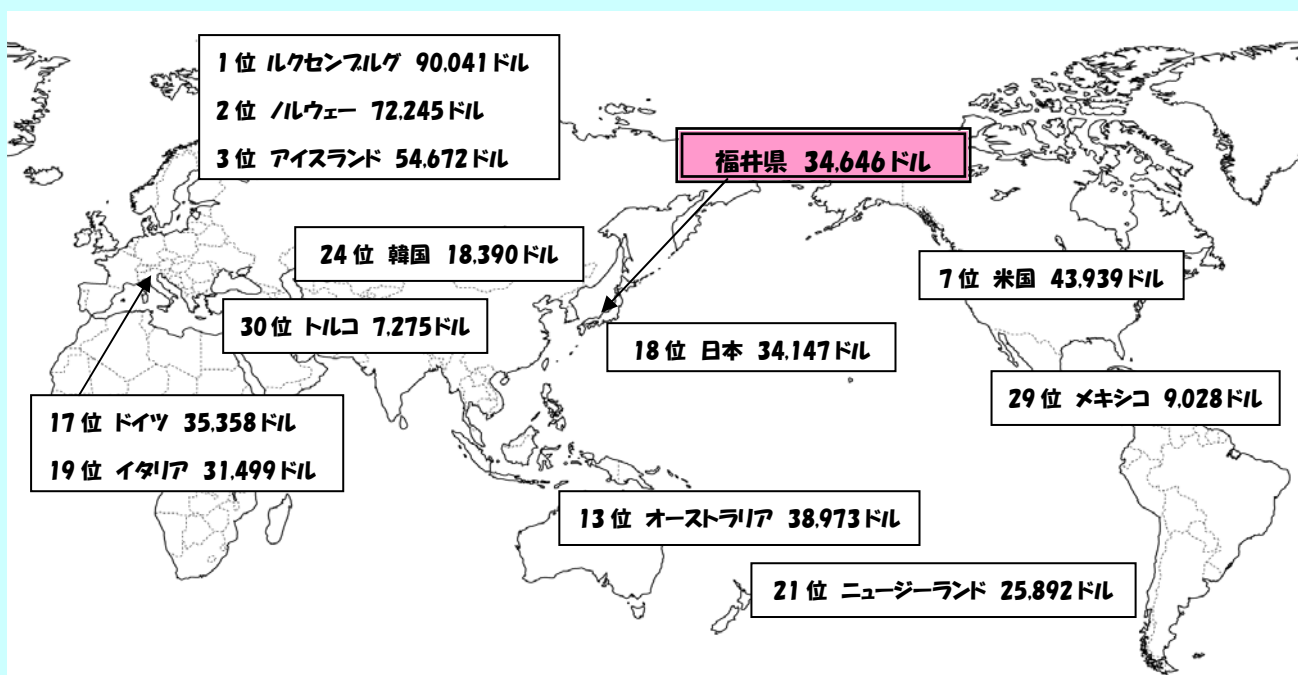 1位 ルクセンブルグ 90,041ドル
2位 ノルウェー 72,245ドル
3位 アイスランド 54,672ドル
福井県 34,646ドル
24位 韓国 18,390ドル
7位 米国 43,939ドル
30位 トルコ 7,275ドル
18位 日本 34,147ドル
29位 メキシコ 9,028ドル
17位 ドイツ 35,358ドル
19位 イタリア 31,499ドル
13位 オーストラリア 38,973ドル
21位 ニュージーランド 25,892ドル